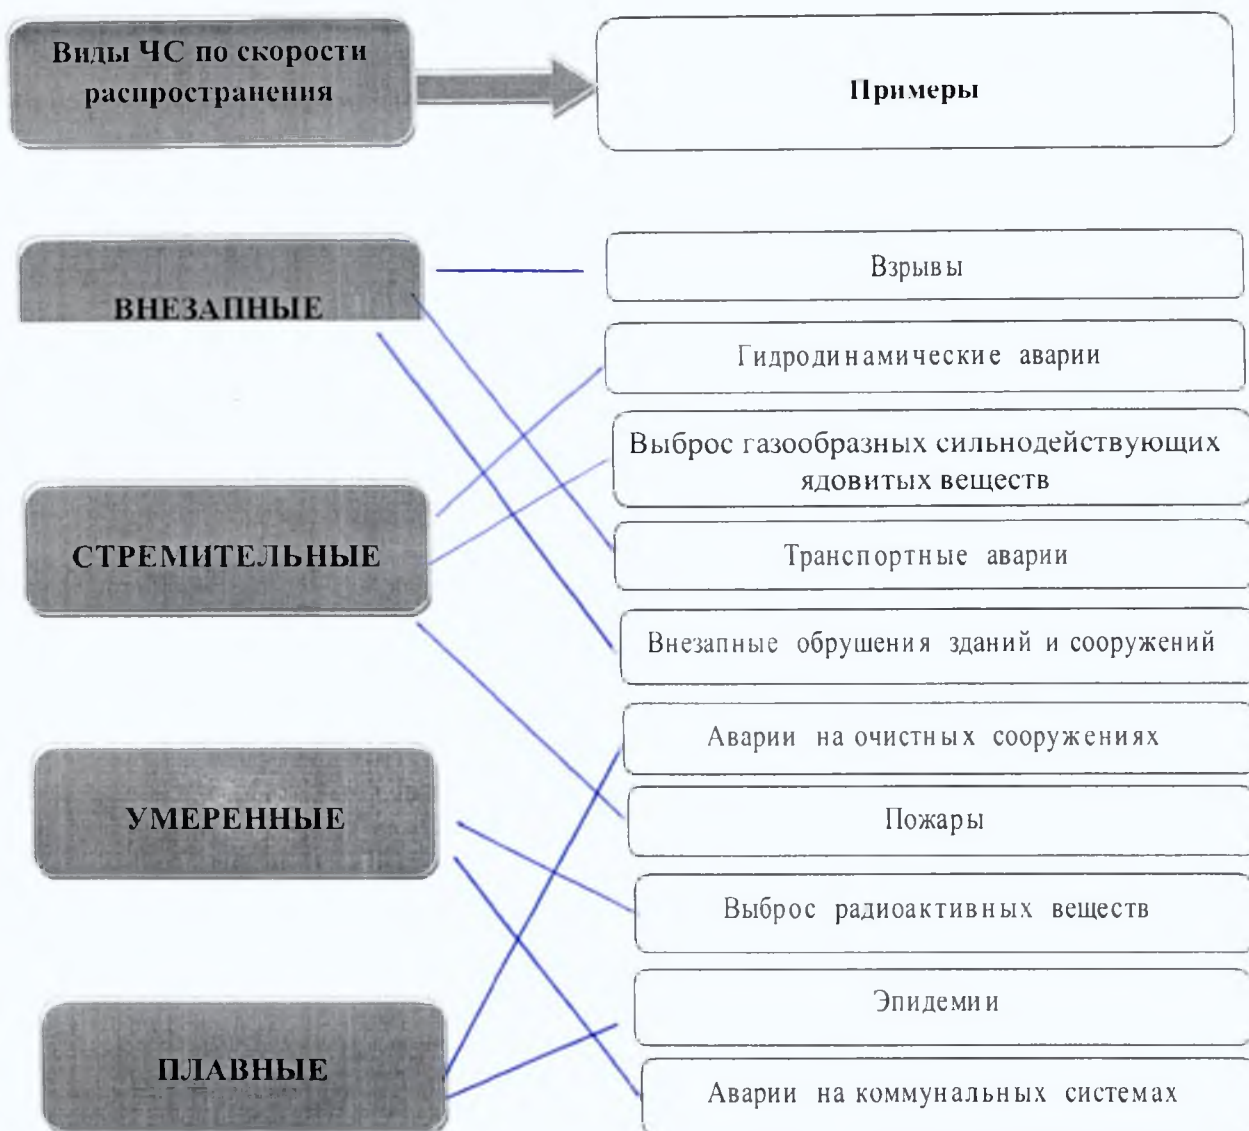 Виды ЧС по скорости
распространения
Примеры
ВНЕЗАПНЫЕ
Взрывы
Гидродинамические аварии
Выброс газообразных сильнодействующих
ядовитых веществ
СТРЕМИТЕЛЬНЫЕ
Транспортные аварии
Внезапные обрушения зданий и сооружений
Аварии на очистных сооружениях
УМЕРЕННЫЕ
Пожары
Выброс радиоактивных веществ
Эпидемии
ПЛАВНЫЕ
Аварии на коммунальных системах